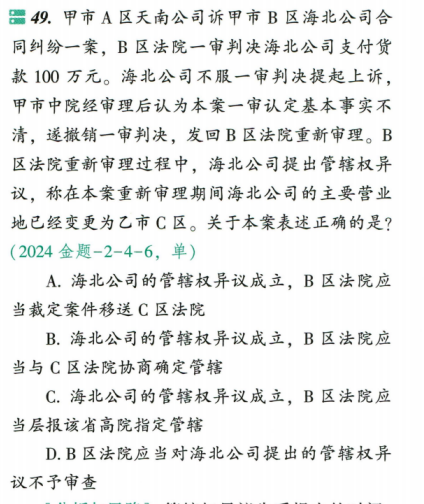 49. 甲市 A 区天南公司诉甲市 B 区海北公司合
同纠纷一案，B 区法院一审判决海北公司支付货
款 100 万元。海北公司不服一审判决提起上诉，
甲市中院经审理后认为本案一审认定基本事实不
清，遂撤销一审判决，发回 B 区法院重新审理。B
区法院重新审理过程中，海北公司提出管辖权异
议，称在本案重新审理期间海北公司的主要营业
地已经变更为乙市 C 区。关于本案表述正确的是？
(2024 金题-2-4-6，单)
A. 海北公司的管辖权异议成立，B 区法院应
当裁定案件移送 C 区法院
B. 海北公司的管辖权异议成立，B 区法院应
当与 C 区法院协商确定管辖
C. 海北公司的管辖权异议成立，B 区法院应
当层报该省高院指定管辖
D. B 区法院应当对海北公司提出的管辖权异
议不予审查